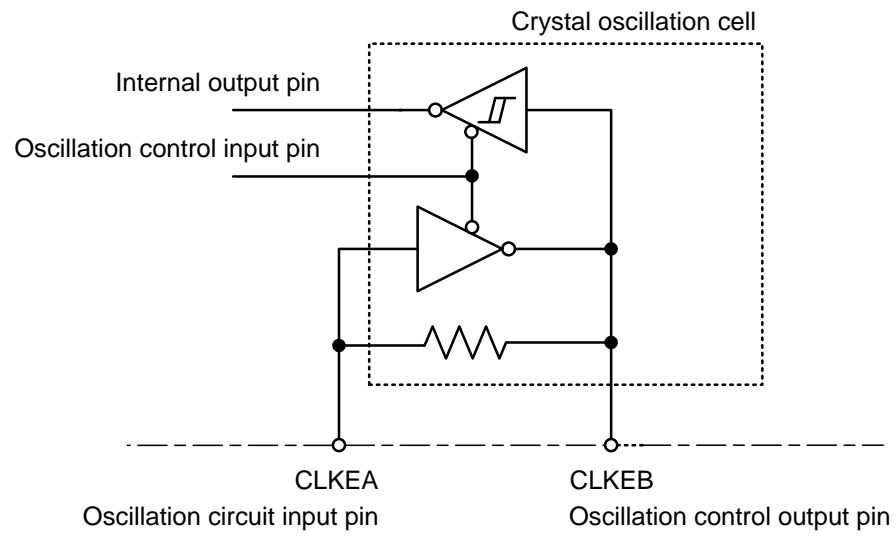 Crystal oscillation cell
Internal output pin
Oscillation control input pin
CLKEA
CLKEB
Oscillation circuit input pin
Oscillation control output pin